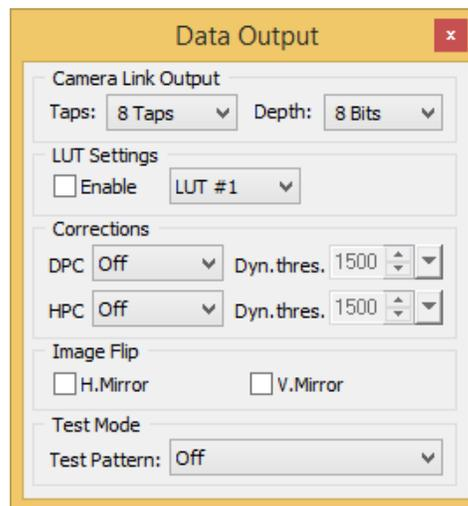 Data Output x
Camera Link Output
Taps: 8 Taps Depth: 8 Bits
LUT Settings
Enable LUT #1
Corrections
DPC Off Dyn.thres. 1500
HPC Off Dyn.thres. 1500
Image Flip
H.Mirror V.Mirror
Test Mode
Test Pattern: Off